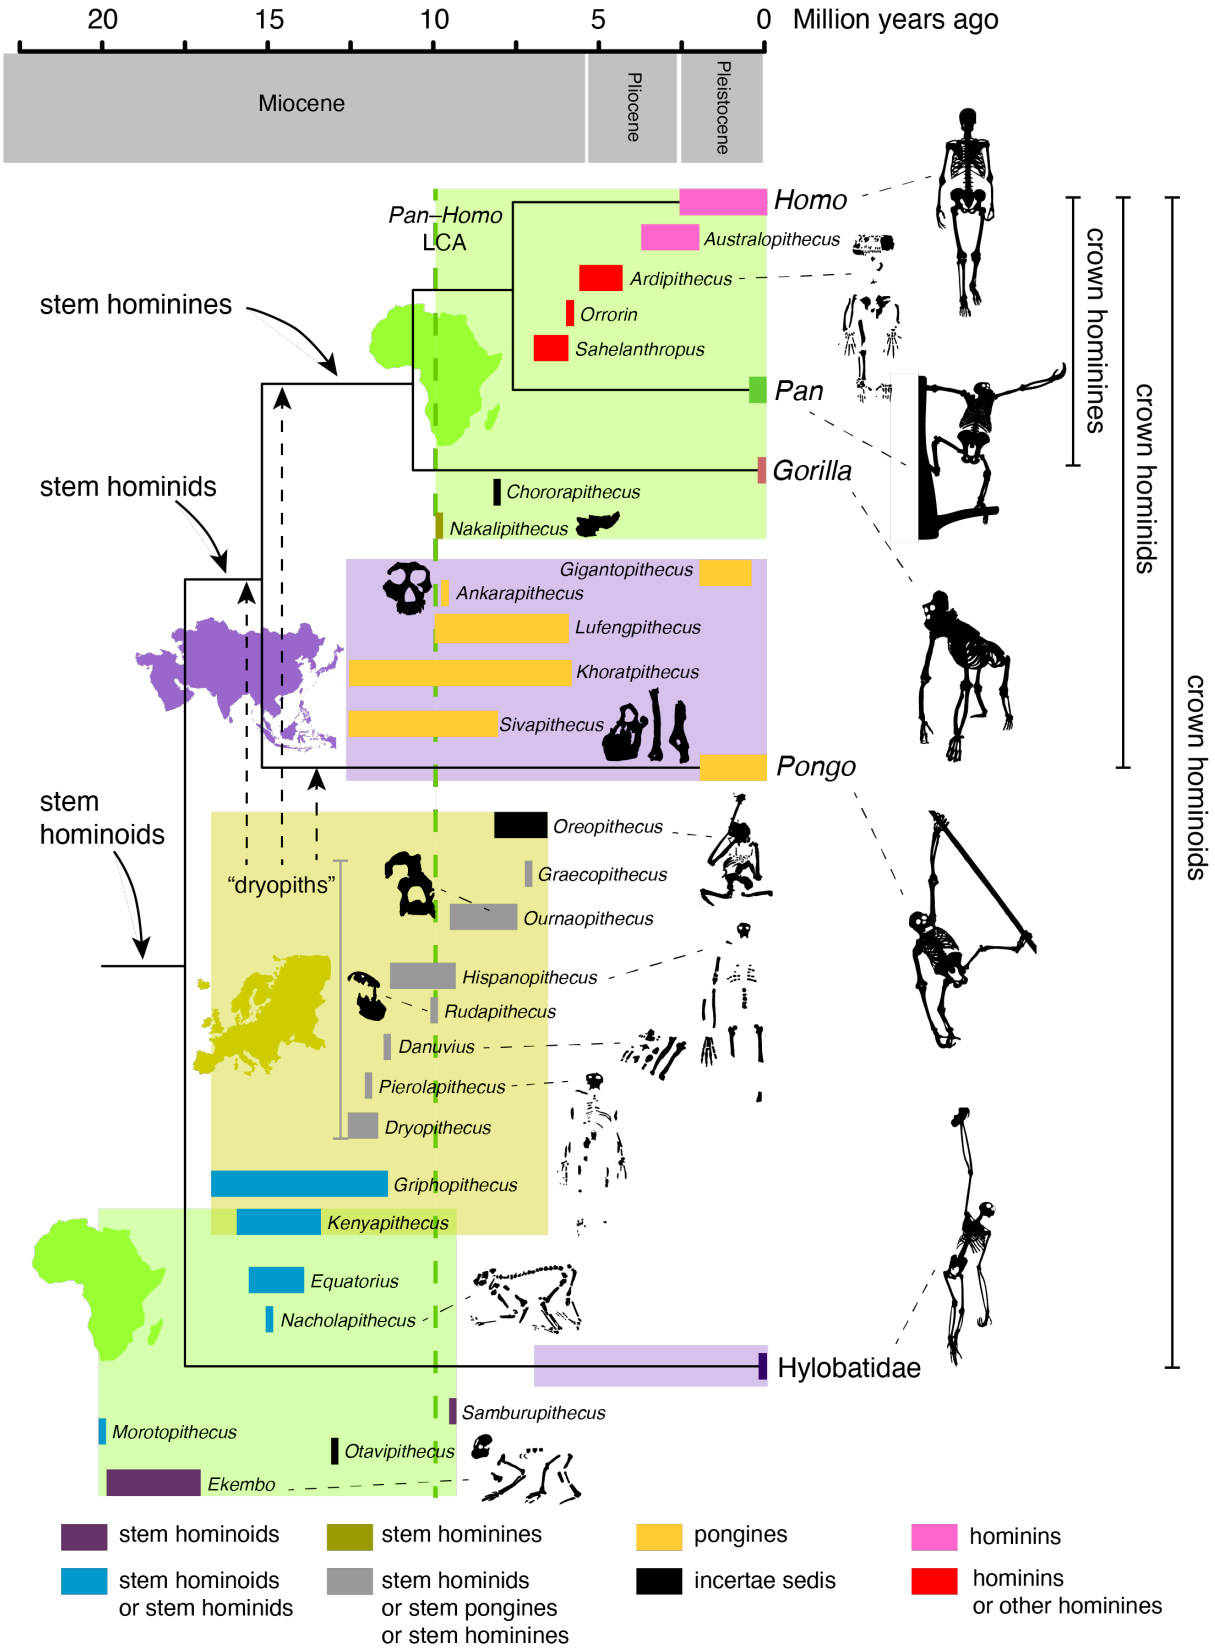 20 15 10 5 0 Million years ago
Miocene
Pliocene
Pleistocene
Homo
Pan–Homo
LCA
Australopithecus
Ardipithecus
stem hominines
Orrorin
Sahelanthropus
Pan
crown hominines
Gorilla
stem hominids
Chororapithecus
Nakalipithecus
crown hominids
Gigantopithecus
Ankarapithecus
Lufengpithecus
Khoratpithecus
Sivapithecus
Pongo
crown hominoids
stem
hominoids
Oreopithecus
Graecopithecus
“dryopiths”
Ournaopithecus
Hispanopithecus
Rudapithecus
Danuvius
Pierolapithecus
Dryopithecus
Griphopithecus
Kenyapithecus
Equatorius
Nacholapithecus
Hylobatidae
Samburupithecus
Morotopithecus
Otavipithecus
Ekembo
stem hominoids
stem hominines
pongines
hominins
stem hominoids
or stem hominids
stem hominids
or stem pongines
or stem hominines
incertae sedis
hominins
or other hominines